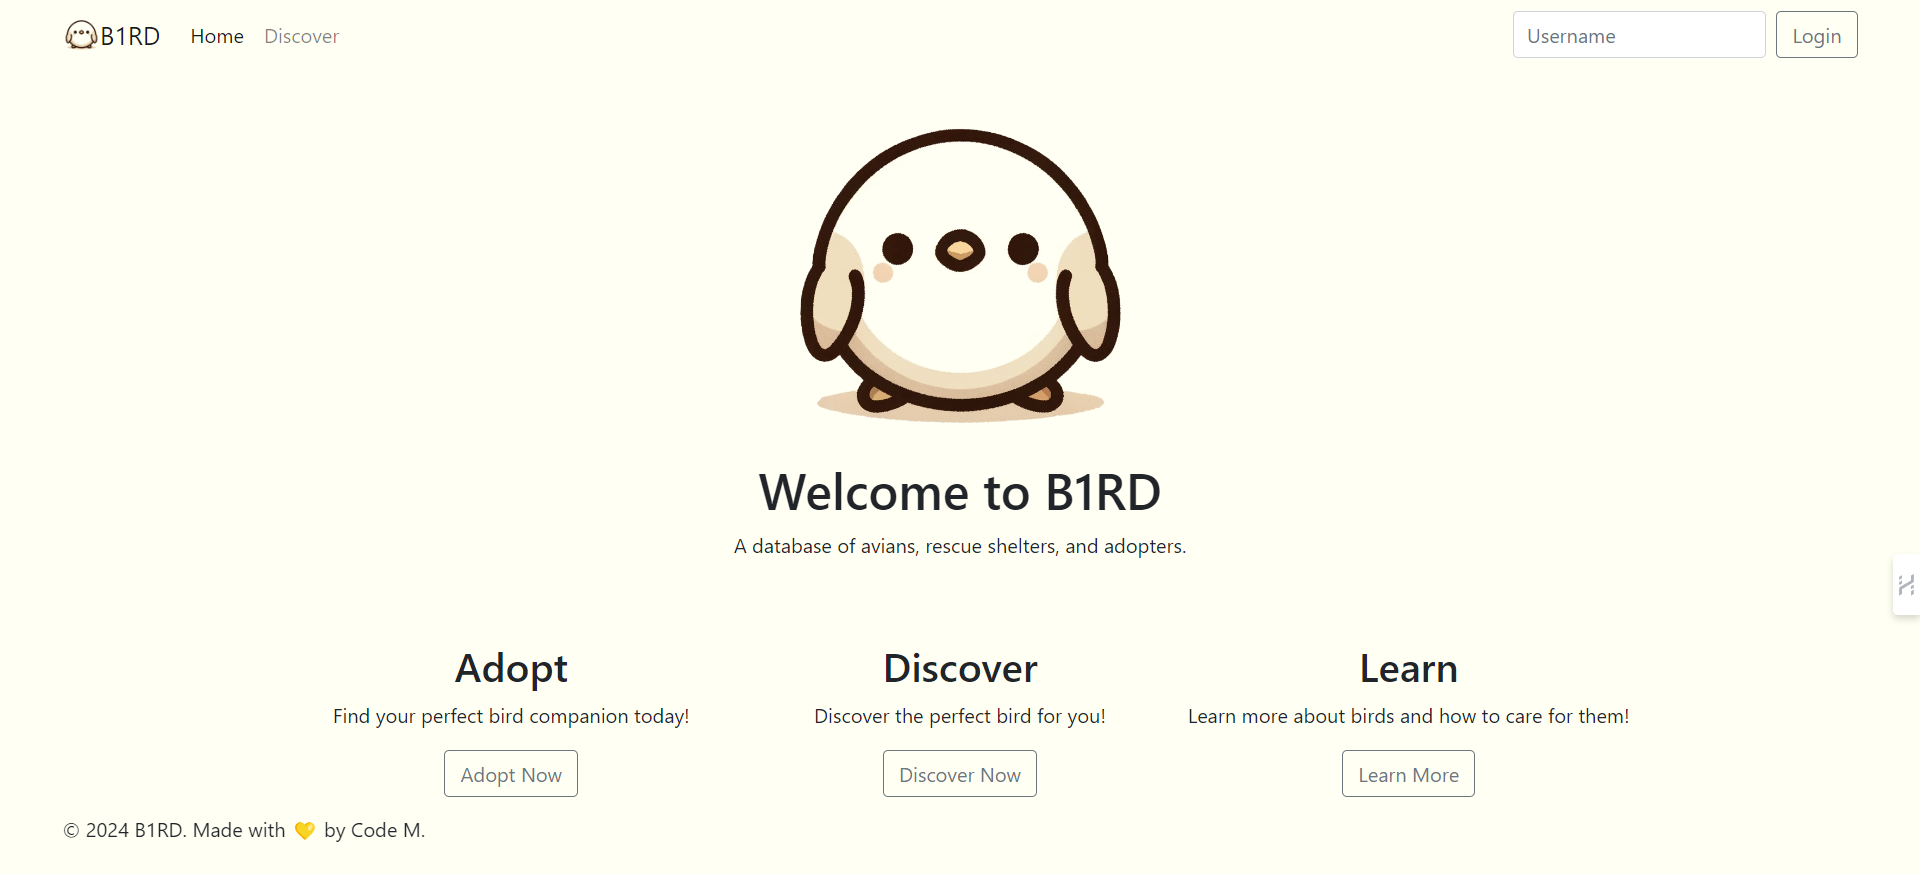 B1RD Home Discover Username Login
Welcome to B1RD
A database of avians, rescue shelters, and adopters.
Adopt
Find your perfect bird companion today!
Adopt Now
Discover
Discover the perfect bird for you!
Discover Now
Learn
Learn more about birds and how to care for them!
Learn More
© 2024 B1RD. Made with 💛 by Code M.